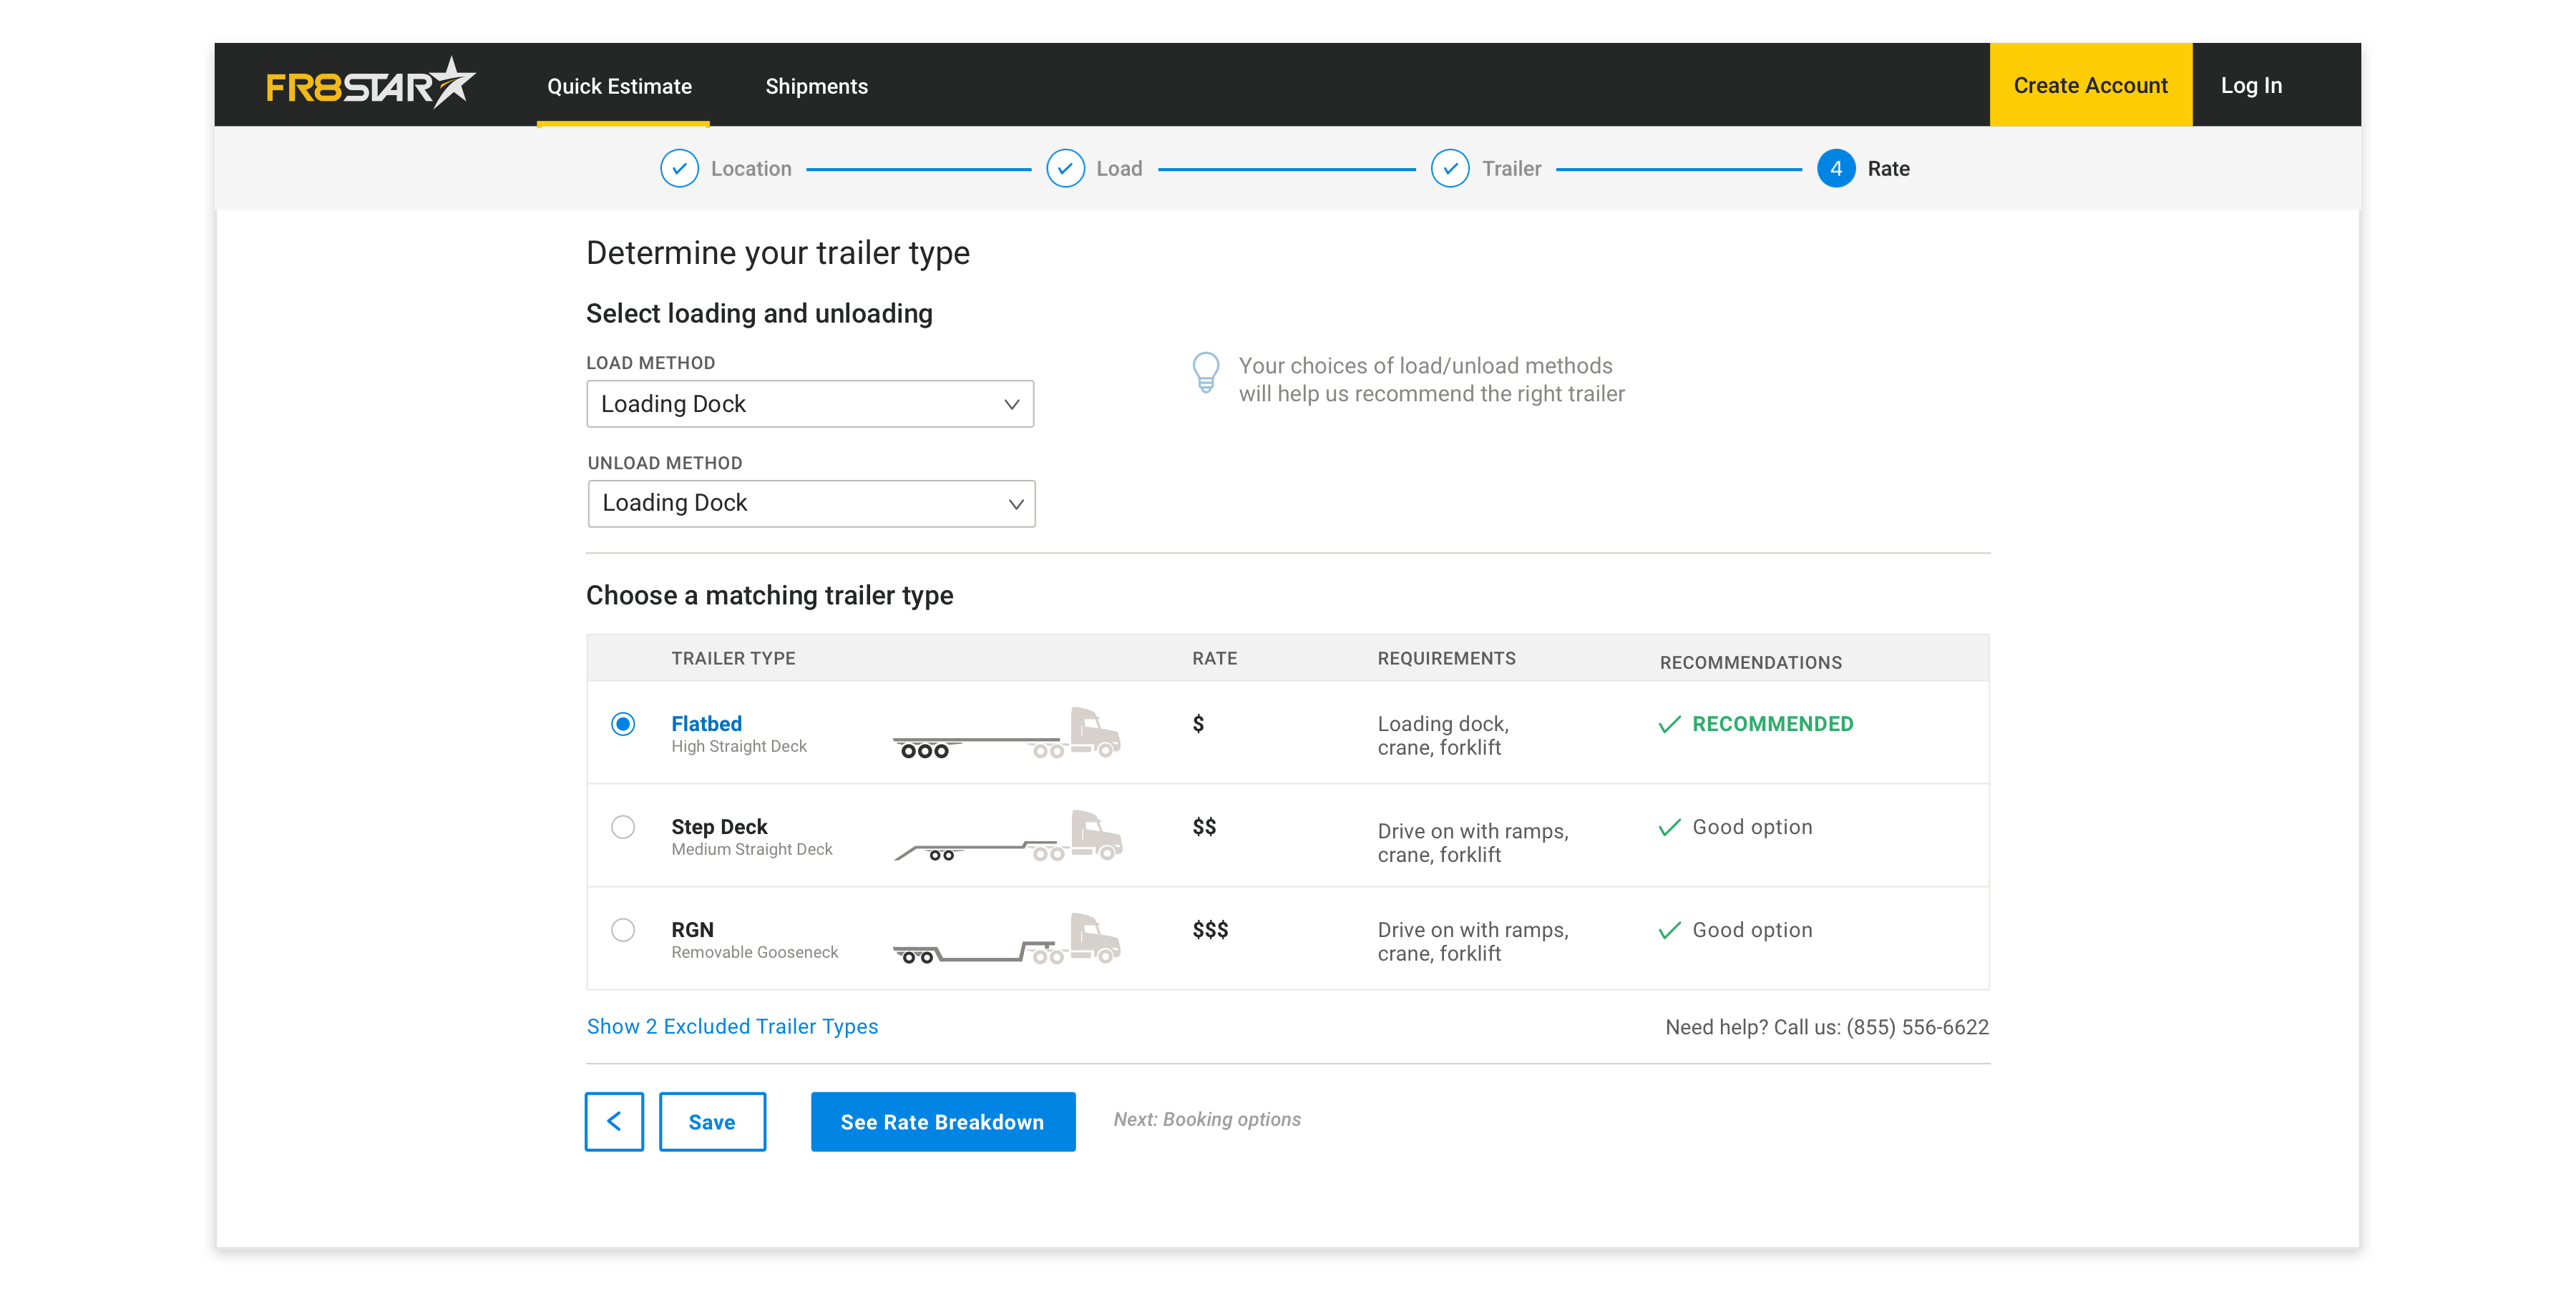 FR8STAR
Quick Estimate
Shipments
Create Account
Log In
Location
Load
Trailer
4
Rate
Determine your trailer type
Select loading and unloading
LOAD METHOD
Loading Dock
Your choices of load/unload methods
will help us recommend the right trailer
UNLOAD METHOD
Loading Dock
Choose a matching trailer type
TRAILER TYPE
RATE
REQUIREMENTS
RECOMMENDATIONS
Flatbed
High Straight Deck
$
Loading dock,
crane, forklift
RECOMMENDED
Step Deck
Medium Straight Deck
$$
Drive on with ramps,
crane, forklift
Good option
RGN
Removable Gooseneck
$$$
Drive on with ramps,
crane, forklift
Good option
Show 2 Excluded Trailer Types
Need help? Call us: (855) 556-6622
<
Save
See Rate Breakdown
Next: Booking options